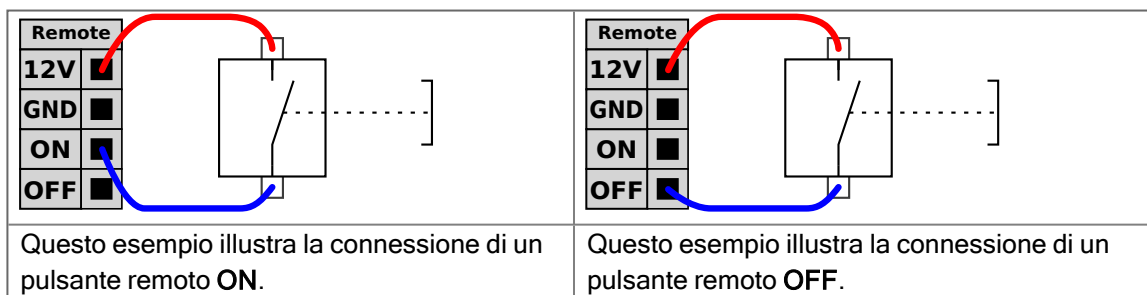 Remote
12V
GND
ON
OFF
Questo esempio illustra la connessione di un
pulsante remoto ON.
Remote
12V
GND
ON
OFF
Questo esempio illustra la connessione di un
pulsante remoto OFF.